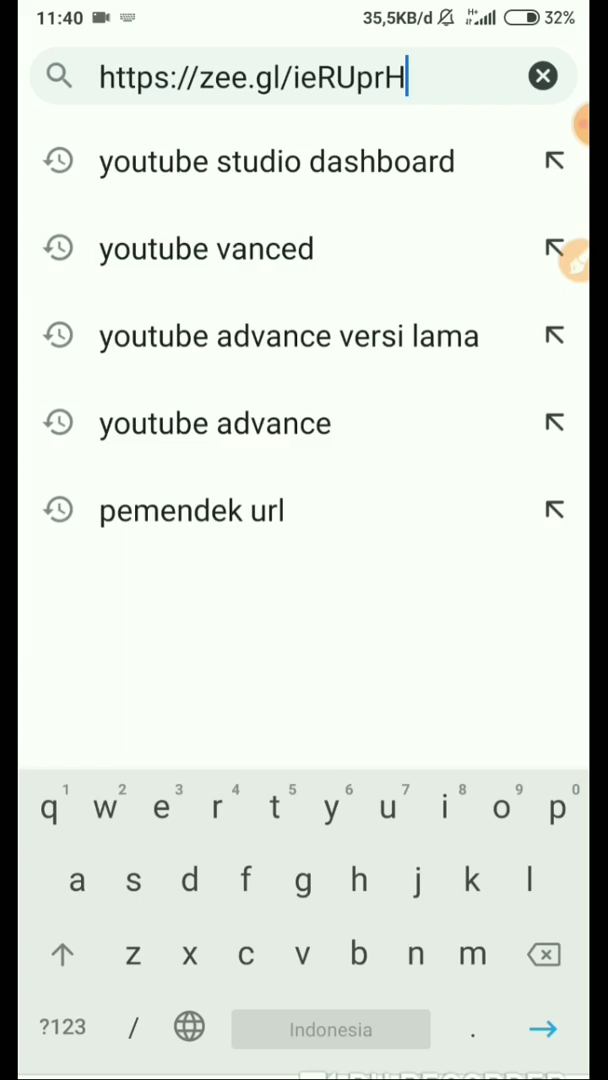 11:40 35,5KB/d H+ 32%
https://zee.gl/ieRUprH
youtube studio dashboard
youtube vanced
youtube advance versi lama
youtube advance
pemendek url
1 2 3 4 5 6 7 8 9 0
q w e r t y u i o p
a s d f g h j k l
z x c v b n m
?123 / Indonesia .